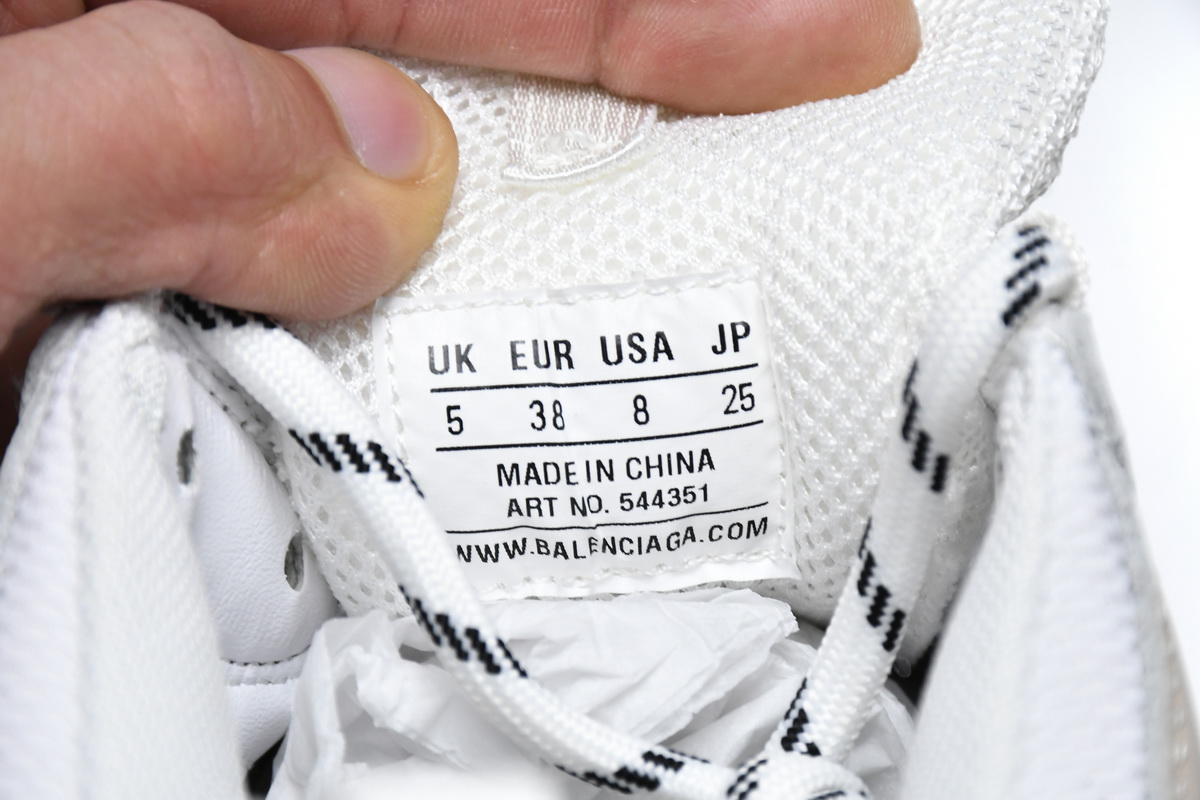 UK EUR USA JP
5 38 8 25
MADE IN CHINA
ART NO. 544351
WWW.BALENCIAGA.COM